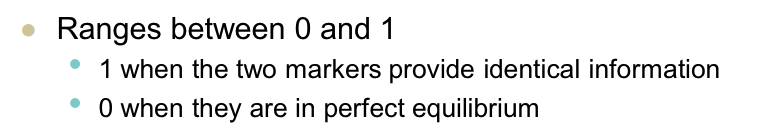 Ranges between 0 and 1
1 when the two markers provide identical information
0 when they are in perfect equilibrium